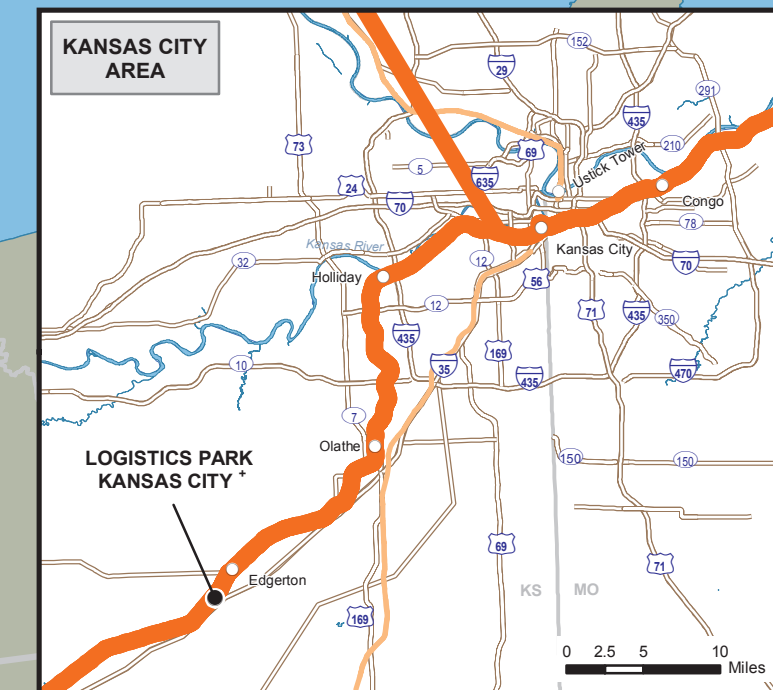 KANSAS CITY
AREA
152
29
291
435
73
69
210
Ustick Tower
5
635
24
70
Congo
78
Kansas River
Kansas City
32
12
70
Holliday
56
12
71
435
350
435
169
10
35
435
470
7
Olathe
150
150
LOGISTICS PARK
KANSAS CITY +
69
71
Edgerton
KS
MO
169
0 2.5 5 10
Miles